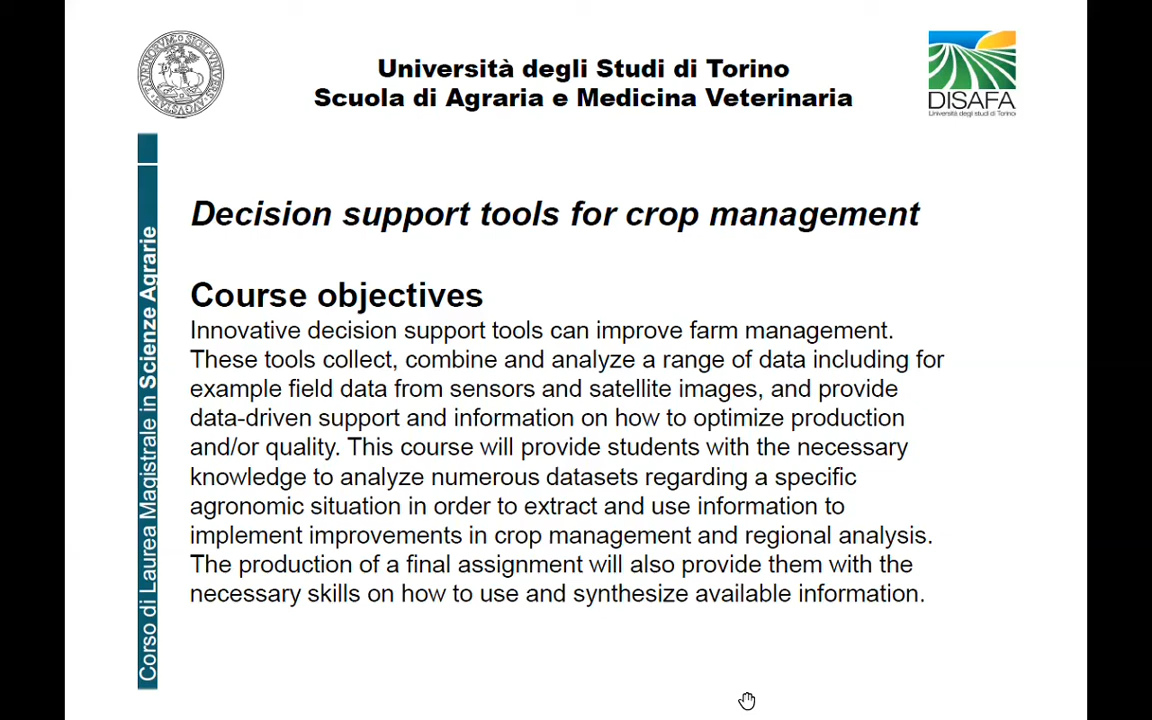 Università degli Studi di Torino
Scuola di Agraria e Medicina Veterinaria
DISAFA
Università degli studi di Torino
Corso di Laurea Magistrale in Scienze Agrarie
Decision support tools for crop management
Course objectives
Innovative decision support tools can improve farm management.
These tools collect, combine and analyze a range of data including for
example field data from sensors and satellite images, and provide
data-driven support and information on how to optimize production
and/or quality. This course will provide students with the necessary
knowledge to analyze numerous datasets regarding a specific
agronomic situation in order to extract and use information to
implement improvements in crop management and regional analysis.
The production of a final assignment will also provide them with the
necessary skills on how to use and synthesize available information.